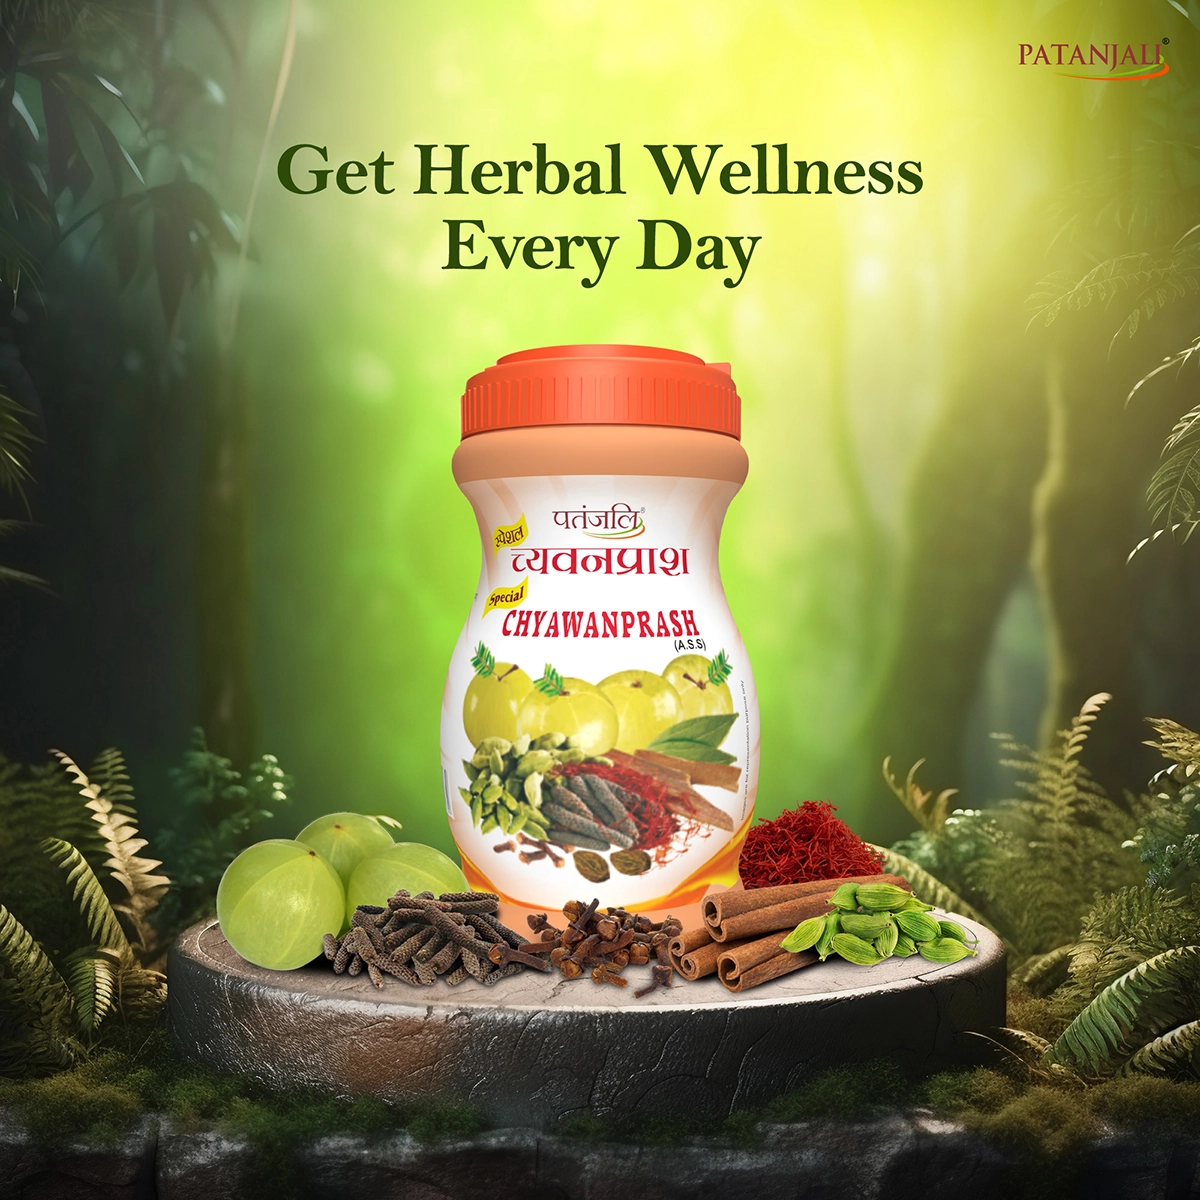 PATANJALI®
Get Herbal Wellness
Every Day
पतंजलि®
स्पेशल
च्यवनप्राश
Special
CHYAWANPRASH
(A.S.S)